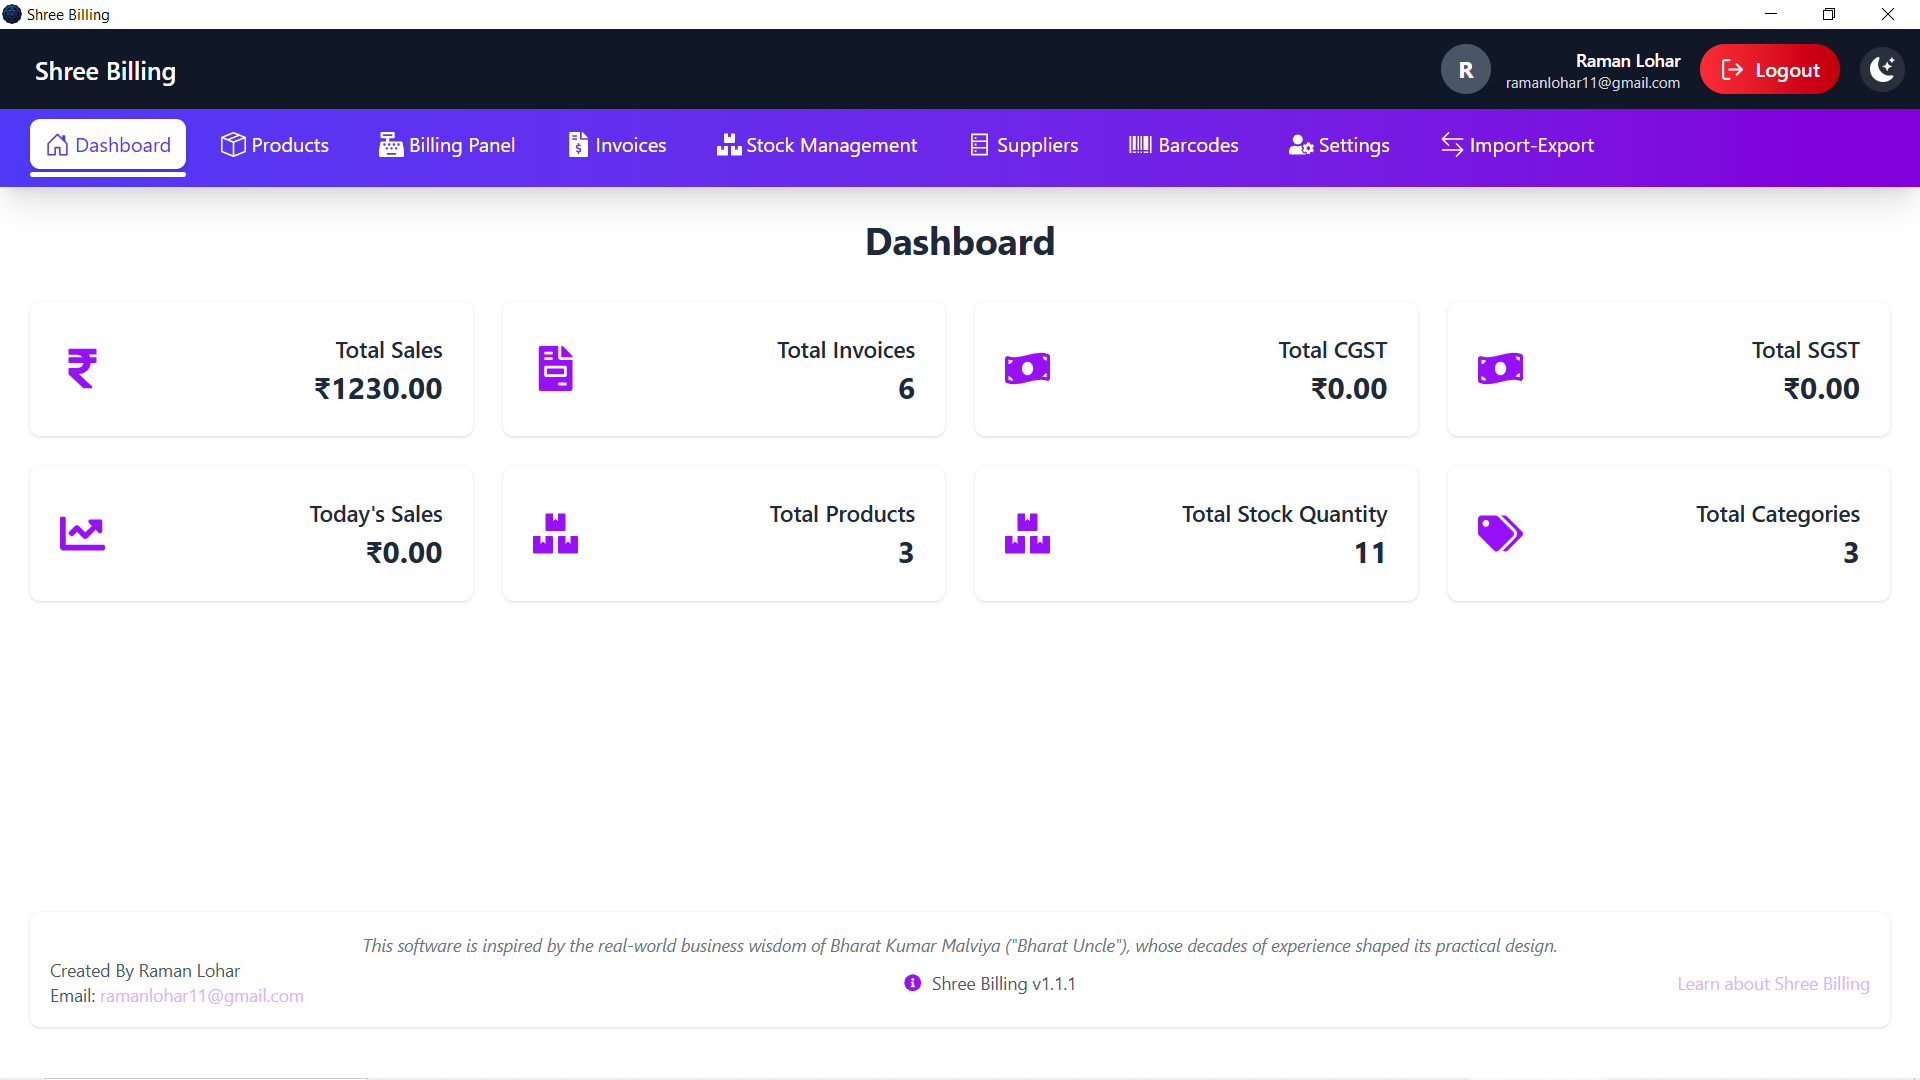 Shree Billing
Shree Billing
R
Raman Lohar
ramanlohar11@gmail.com
Logout
Dashboard
Products
Billing Panel
Invoices
Stock Management
Suppliers
Barcodes
Settings
Import-Export
Dashboard
Total Sales
₹1230.00
Total Invoices
6
Total CGST
₹0.00
Total SGST
₹0.00
Today's Sales
₹0.00
Total Products
3
Total Stock Quantity
11
Total Categories
3
This software is inspired by the real-world business wisdom of Bharat Kumar Malviya ("Bharat Uncle"), whose decades of experience shaped its practical design.
Created By Raman Lohar
Email: ramanlohar11@gmail.com
Shree Billing v1.1.1
Learn about Shree Billing